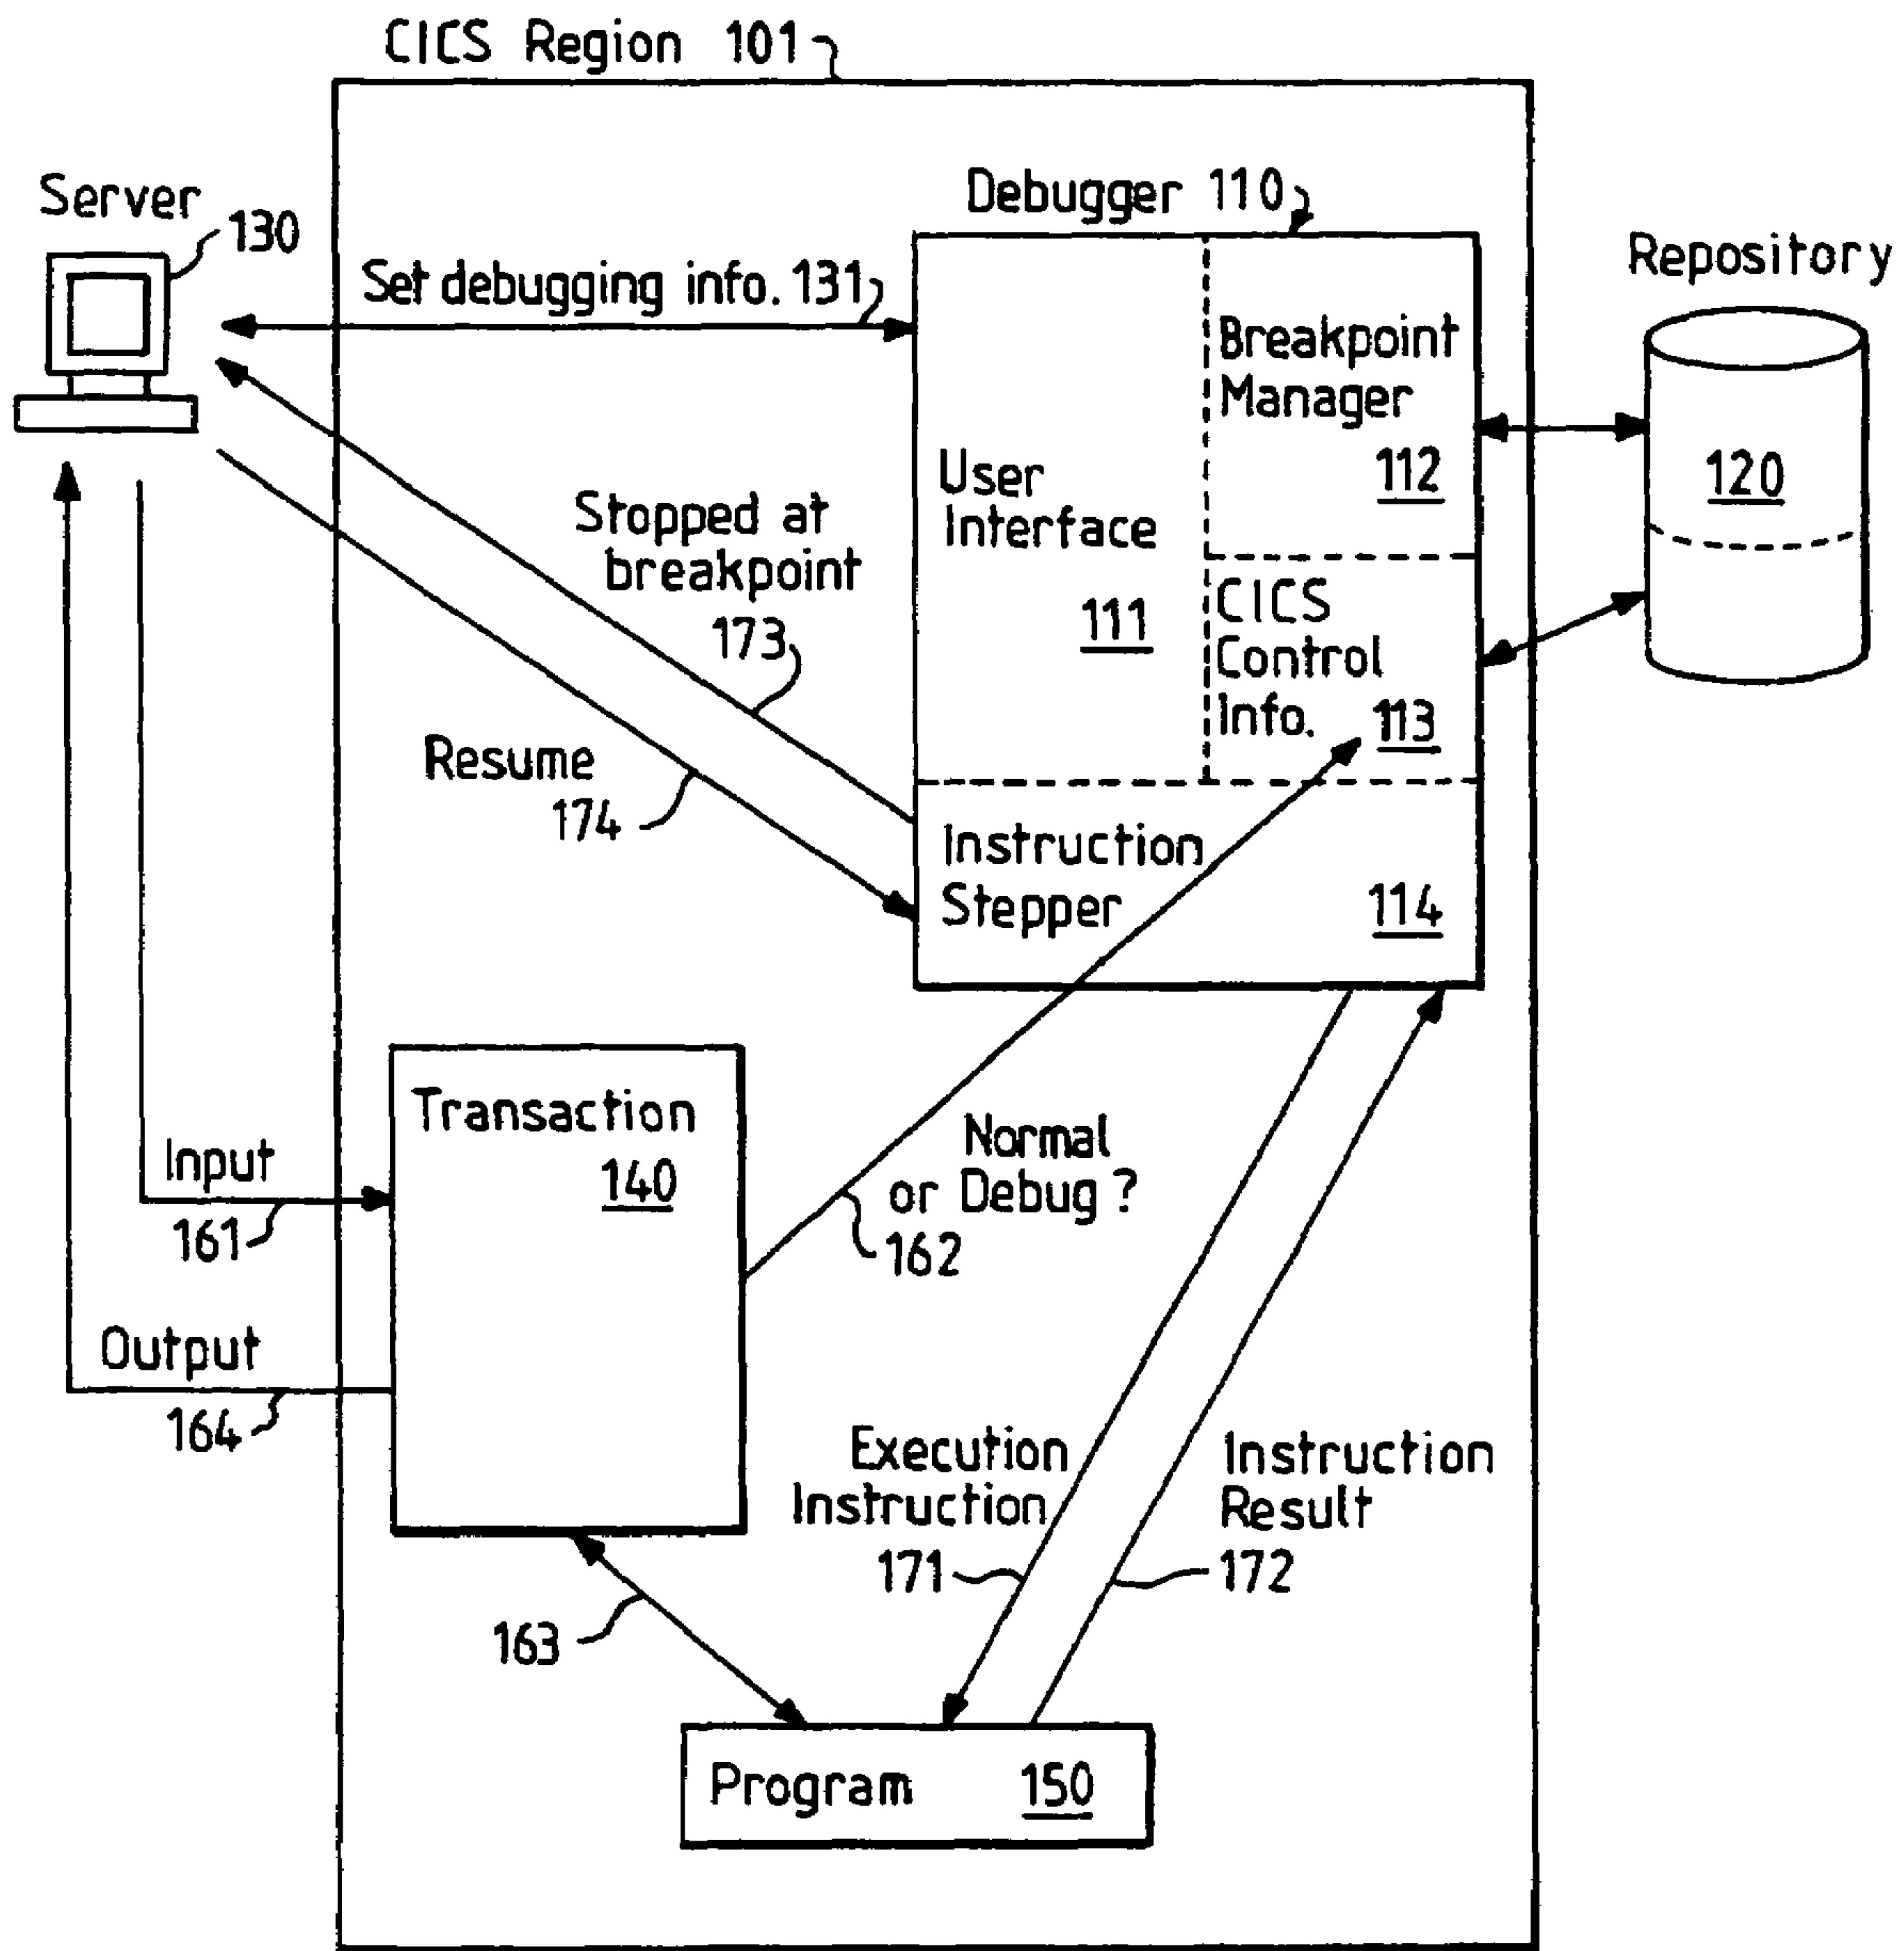 CICS Region 101
Server
130
Debugger 110
Repository
Set debugging info. 131
Breakpoint
Manager
112
120
User
Interface
111
Stopped at
breakpoint
173
CICS
Control
Info. 113
Resume
174
Instruction
Stepper
114
Transaction
140
Normal
or Debug ?
162
Input
161
Output
164
Execution
Instruction
171
Instruction
Result
172
163
Program 150